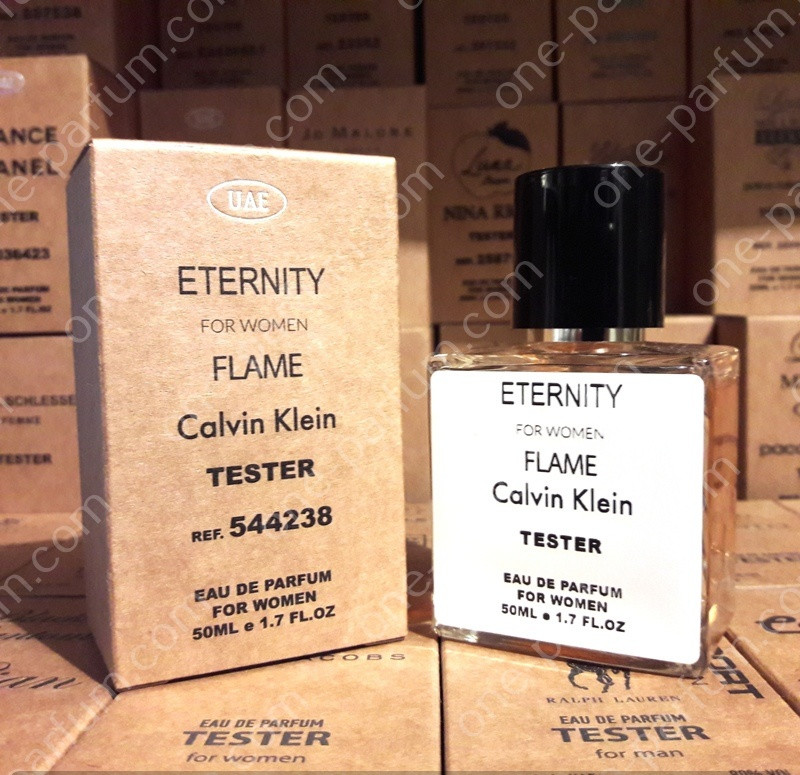 UAE
ETERNITY
FOR WOMEN
FLAME
Calvin Klein
TESTER
REF. 544238
EAU DE PARFUM
FOR WOMEN
50ML e 1.7 FL.OZ
ETERNITY
FOR WOMEN
FLAME
Calvin Klein
TESTER
EAU DE PARFUM
FOR WOMEN
50ML e 1.7 FL.OZ
JO MALONE
TESTER
EAU DE PARFUM
TESTER
for women
RALPH LAUREN
EAU DE PARFUM
TESTER
for man
one-parfum.com